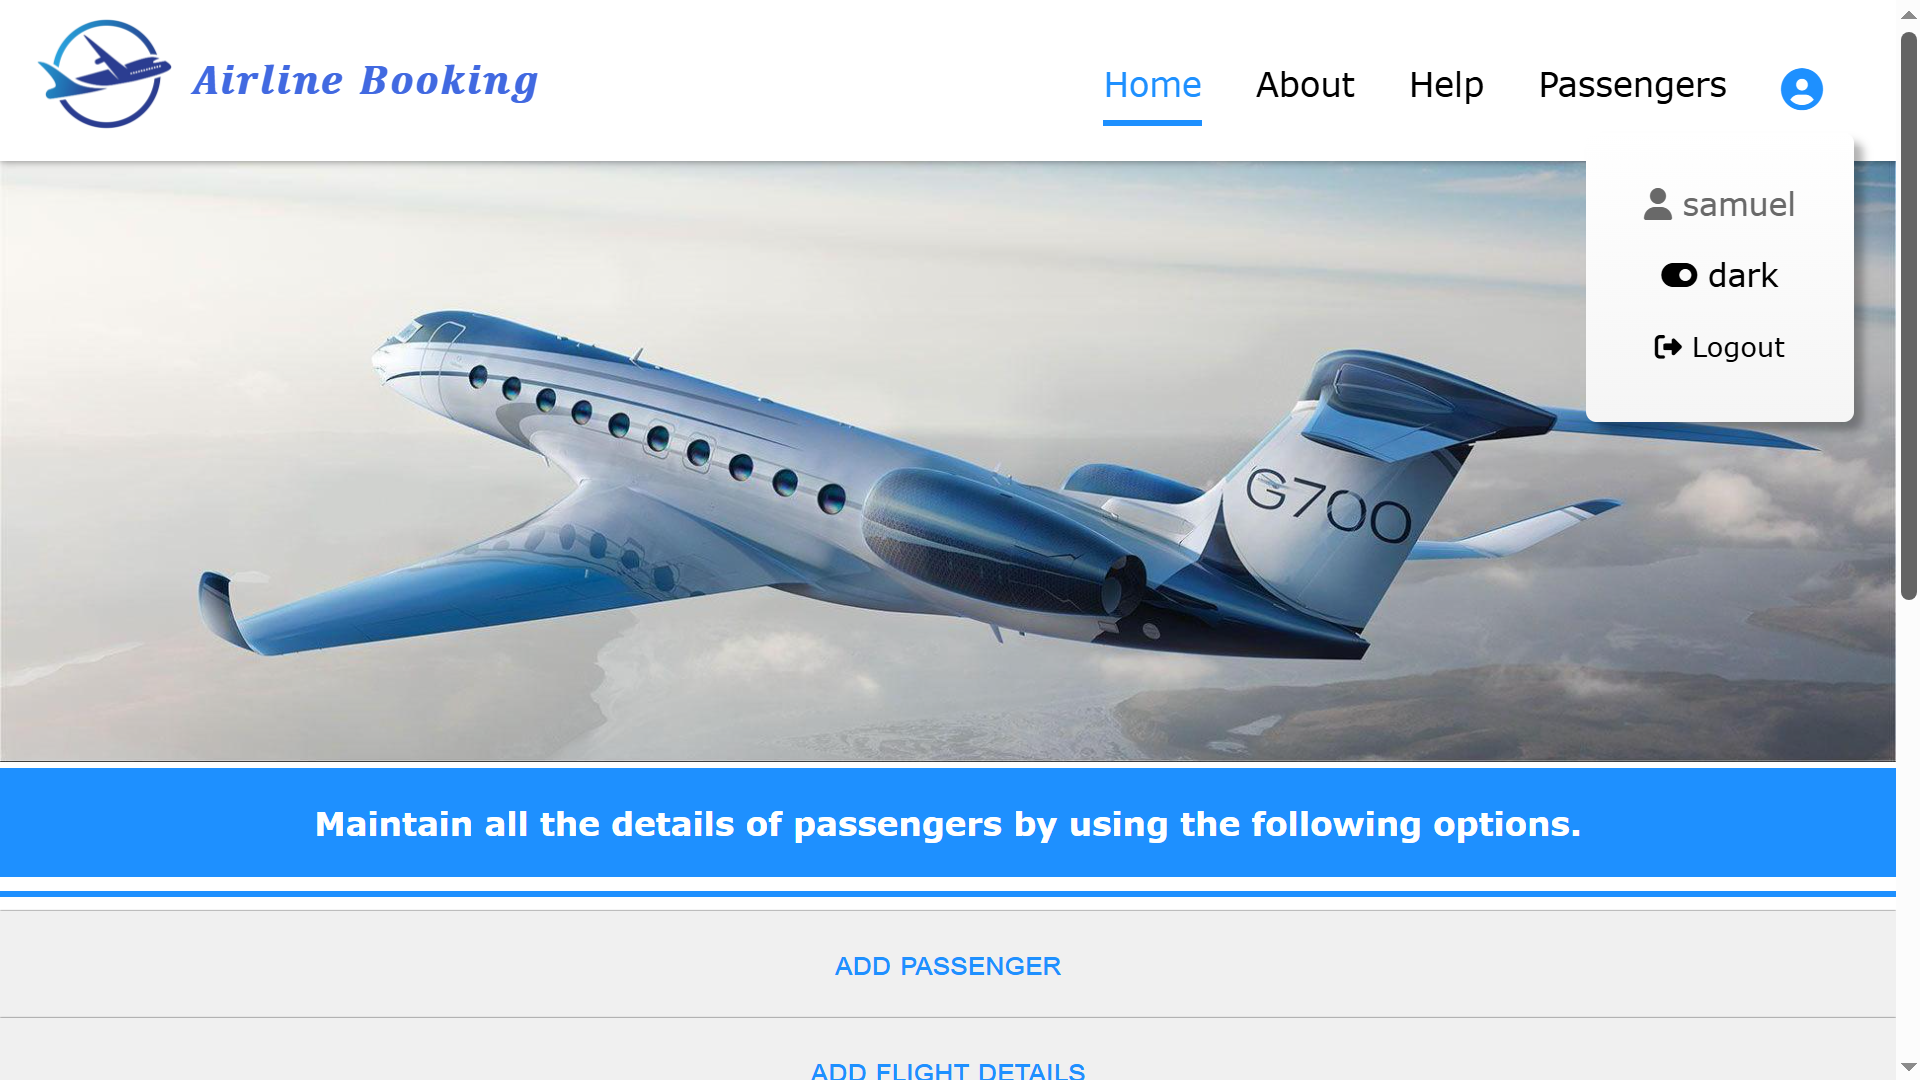 Airline Booking
Home About Help Passengers
samuel
dark
Logout
G700
Maintain all the details of passengers by using the following options.
ADD PASSENGER
ADD FLIGHT DETAILS